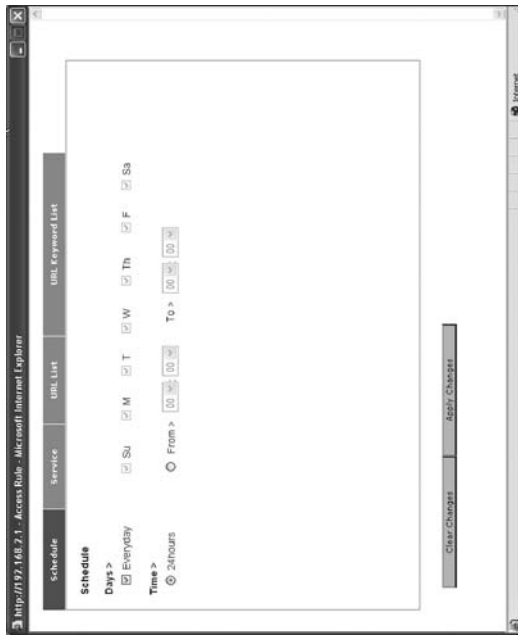 http://192.168.2.1 - Access Rule - Microsoft Internet Explorer
Schedule Service URL List URL Keyword List
Schedule
Days >
Everyday Su M T W Th F Sa
Time >
24hours From > 00 : 00 To > 00 : 00
Clear Changes Apply Changes
Internet